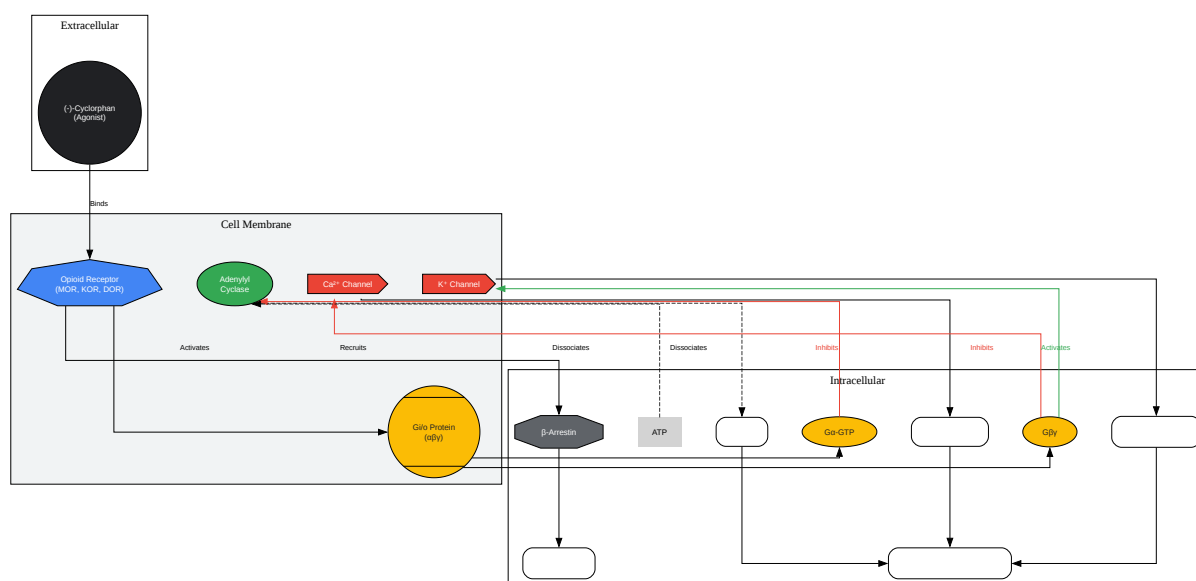 Extracellular
(-)-Cyclorphan
(Agonist)
Binds
Cell Membrane
Opioid Receptor
(MOR, KOR, DOR)
Adenylyl
Cyclase
Ca²⁺ Channel
K⁺ Channel
Activates
Recruits
Dissociates
Dissociates
Inhibits
Inhibits
Activates
Intracellular
Gi/o Protein
(αβγ)
β-Arrestin
ATP
Gα-GTP
Gβγ